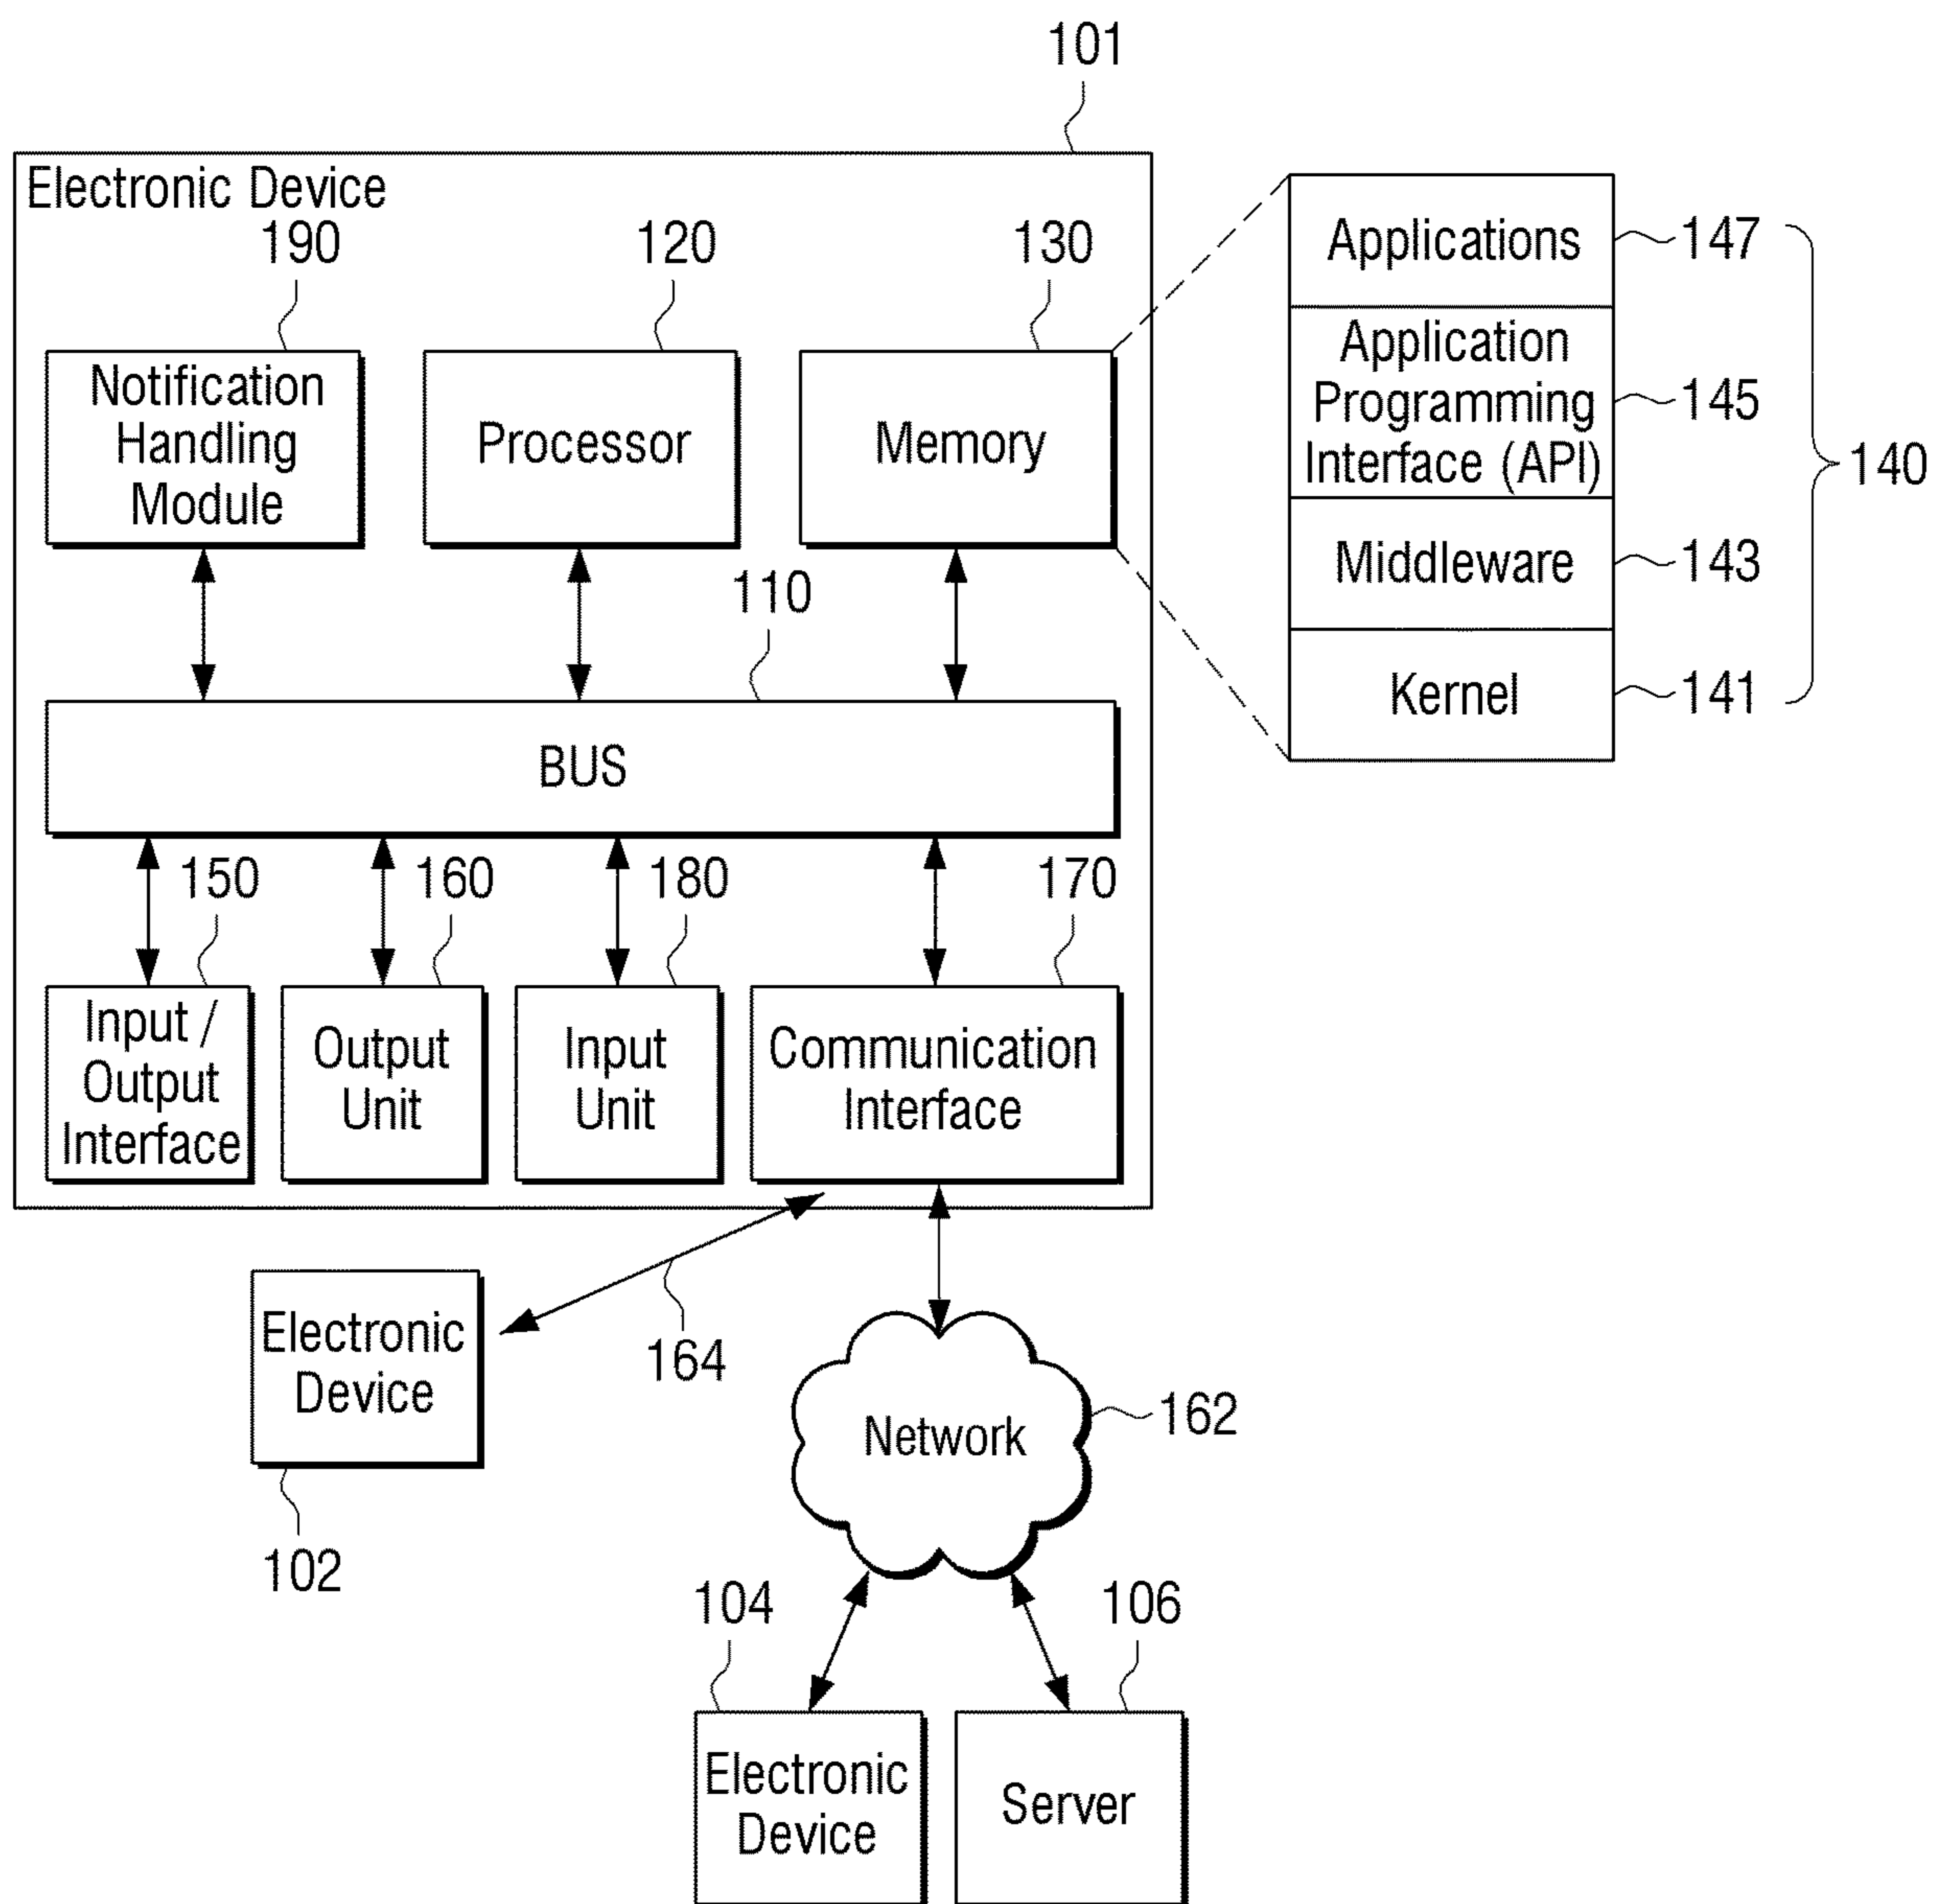 101
Electronic Device
190
120
130
Notification
Handling
Module
Processor
Memory
Applications
147
Application
Programming
Interface (API)
145
Middleware
143
Kernel
141
140
110
BUS
150
160
180
170
Input /
Output
Interface
Output
Unit
Input
Unit
Communication
Interface
164
Electronic
Device
102
Network
162
104
106
Electronic
Device
Server